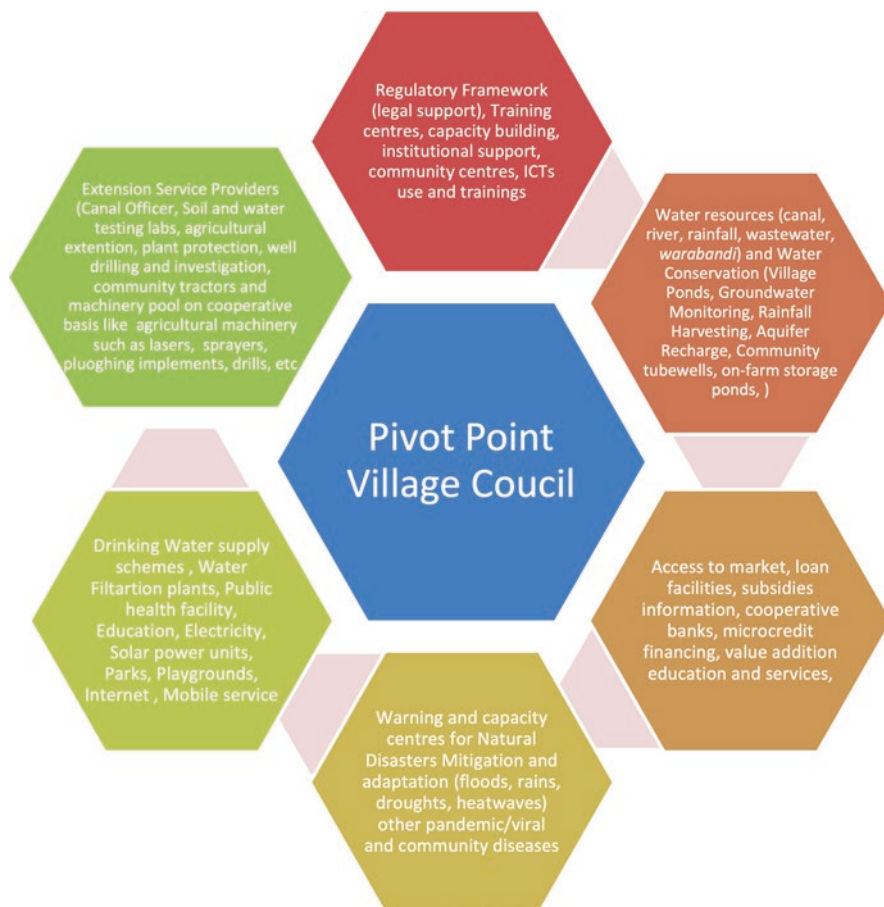 Regulatory Framework
(legal support), Training
centres, capacity building,
institutional support,
community centres, ICTs
use and trainings
Extension Service Providers
(Canal Officer, Soil and water
testing labs, agricultural
extention, plant protection, well
drilling and investigation,
community tractors and
machinery pool on cooperative
basis like agricultural machinery
such as lasers, sprayers,
pluoghing implements, drills, etc
Water resources (canal,
river, rainfall, wastewater,
warabandi) and Water
Conservation (Village
Ponds, Groundwater
Monitoring, Rainfall
Harvesting, Aquifer
Recharge, Community
tubewells, on-farm storage
ponds, )
Pivot Point
Village Coucil
Drinking Water supply
schemes , Water
Filtartion plants, Public
health facility,
Education, Electricity,
Solar power units,
Parks, Playgrounds,
Internet , Mobile service
Access to market, loan
facilities, subsidies
information, cooperative
banks, microcredit
financing, value addition
education and services,
Warning and capacity
centres for Natural
Disasters Mitigation and
adaptation (floods, rains,
droughts, heatwaves)
other pandemic/viral
and community diseases